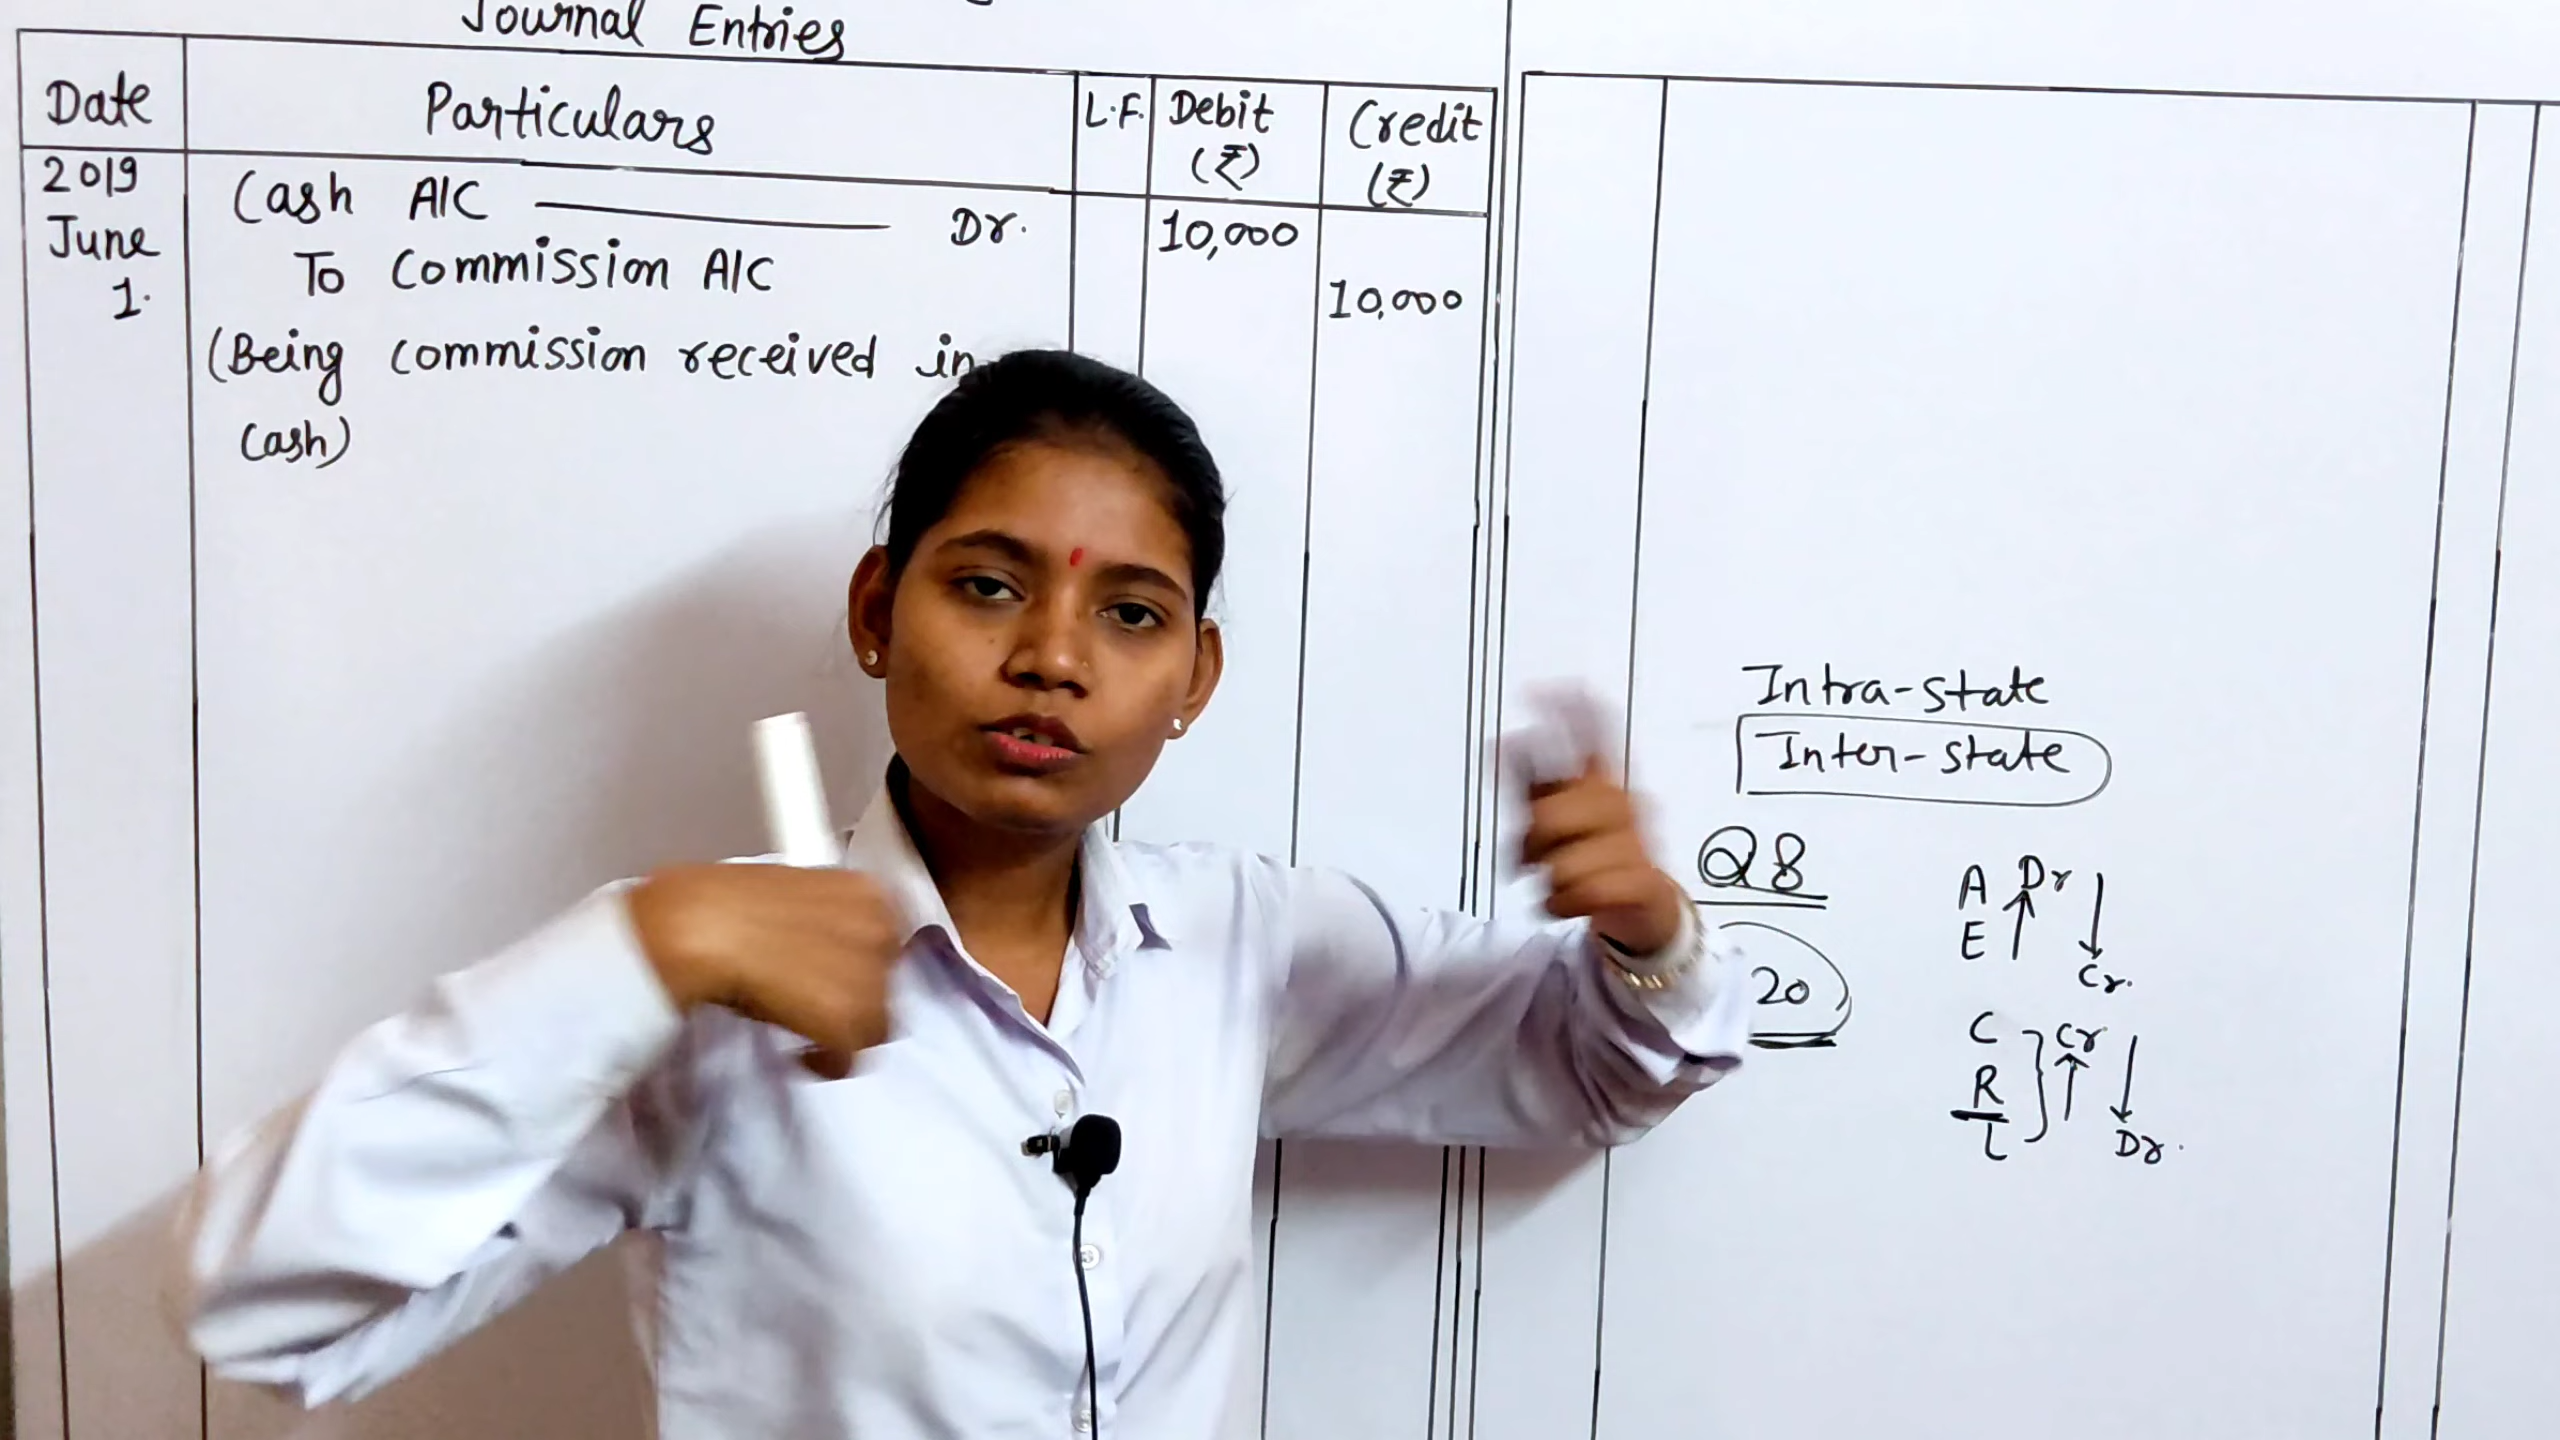 Journal Entries
Date Particulars L.F. Debit (₹) Credit (₹)
2019
June
1.
Cash A/C Dr. 10,000
To Commission A/C 10,000
(Being commission received in
Cash)
Intra-state
Inter-state
Q8
20
A Dr
E
Cr.
C Cr
R
L
Dr.